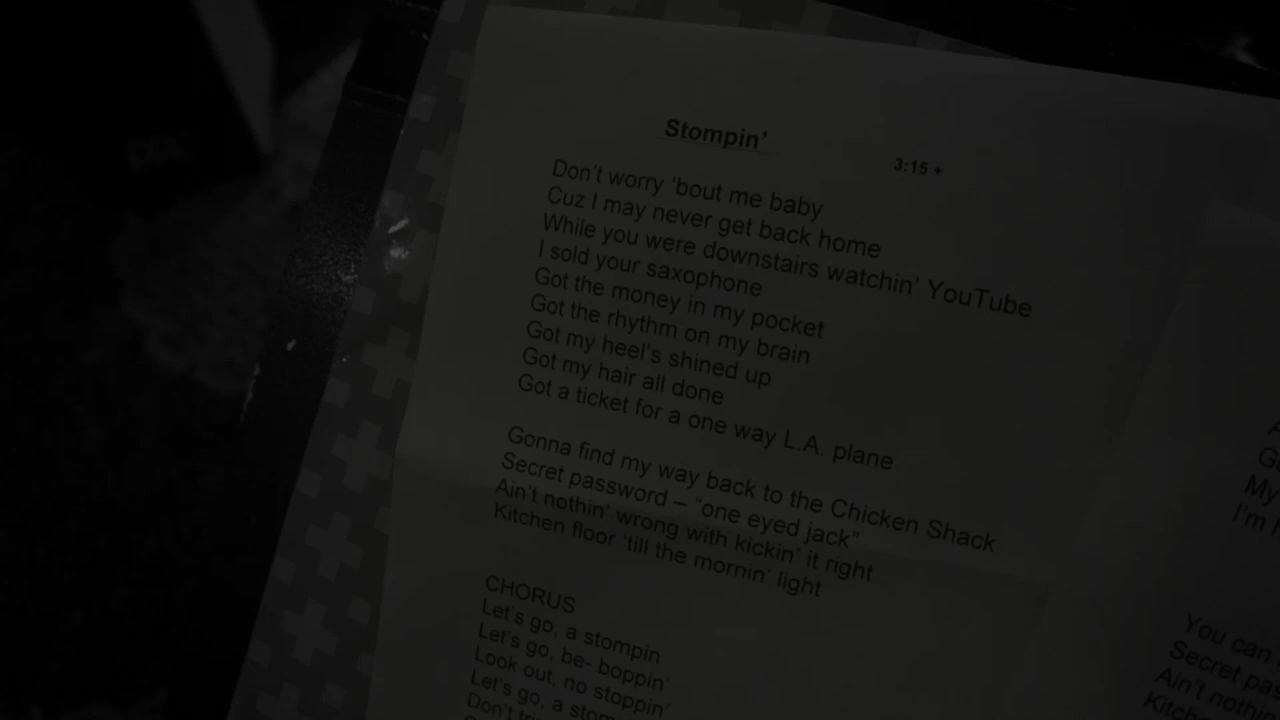 Stompin'
3:15 +
Don't worry 'bout me baby
Cuz I may never get back home
While you were downstairs watchin' YouTube
I sold your saxophone
Got the money in my pocket
Got the rhythm on my brain
Got my heel's shined up
Got my hair all done
Got a ticket for a one way L.A. plane
Gonna find my way back to the Chicken Shack
Secret password – "one eyed jack"
Ain't nothin' wrong with kickin' it right
Kitchen floor 'till the mornin' light
CHORUS
Let's go, a stompin
Let's go, be- boppin'
Look out, no stoppin'
Let's go, a
Don't
My
I'm
You can
Secret
Ain't